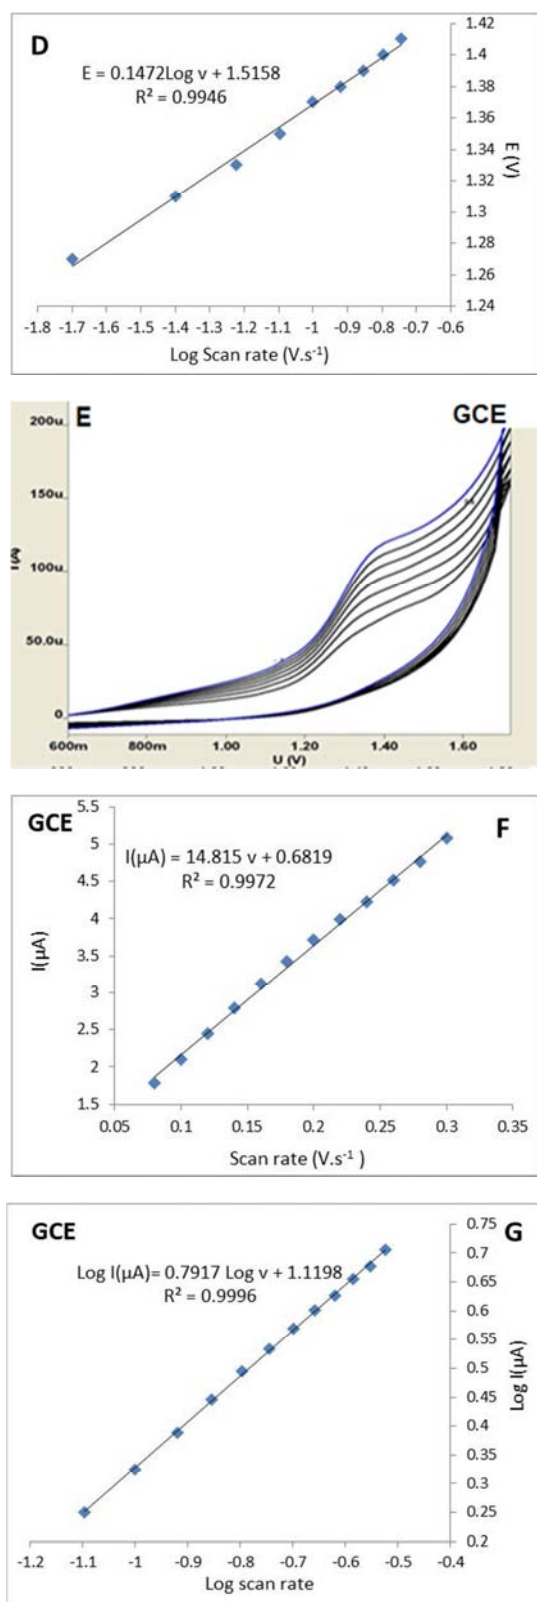 D
E = 0.1472Log v + 1.5158
R² = 0.9946
1.42
1.4
1.38
1.36
1.34
1.32
1.3
1.28
1.26
1.24
E (V)
-1.8 -1.7 -1.6 -1.5 -1.4 -1.3 -1.2 -1.1 -1 -0.9 -0.8 -0.7 -0.6
Log Scan rate (V.s⁻¹)
E
GCE
200u
150u
100u
50.0u
0
I(A)
600m 800m 1.00 1.20 1.40 1.60
U (V)
GCE
F
I(µA) = 14.815 v + 0.6819
R² = 0.9972
5.5
5
4.5
4
3.5
3
2.5
2
1.5
I(µA)
0.05 0.1 0.15 0.2 0.25 0.3 0.35
Scan rate (V.s⁻¹ )
GCE
G
Log I(µA)= 0.7917 Log v + 1.1198
R² = 0.9996
0.75
0.7
0.65
0.6
0.55
0.5
0.45
0.4
0.35
0.3
0.25
0.2
Log I(µA)
-1.2 -1.1 -1 -0.9 -0.8 -0.7 -0.6 -0.5 -0.4
Log scan rate